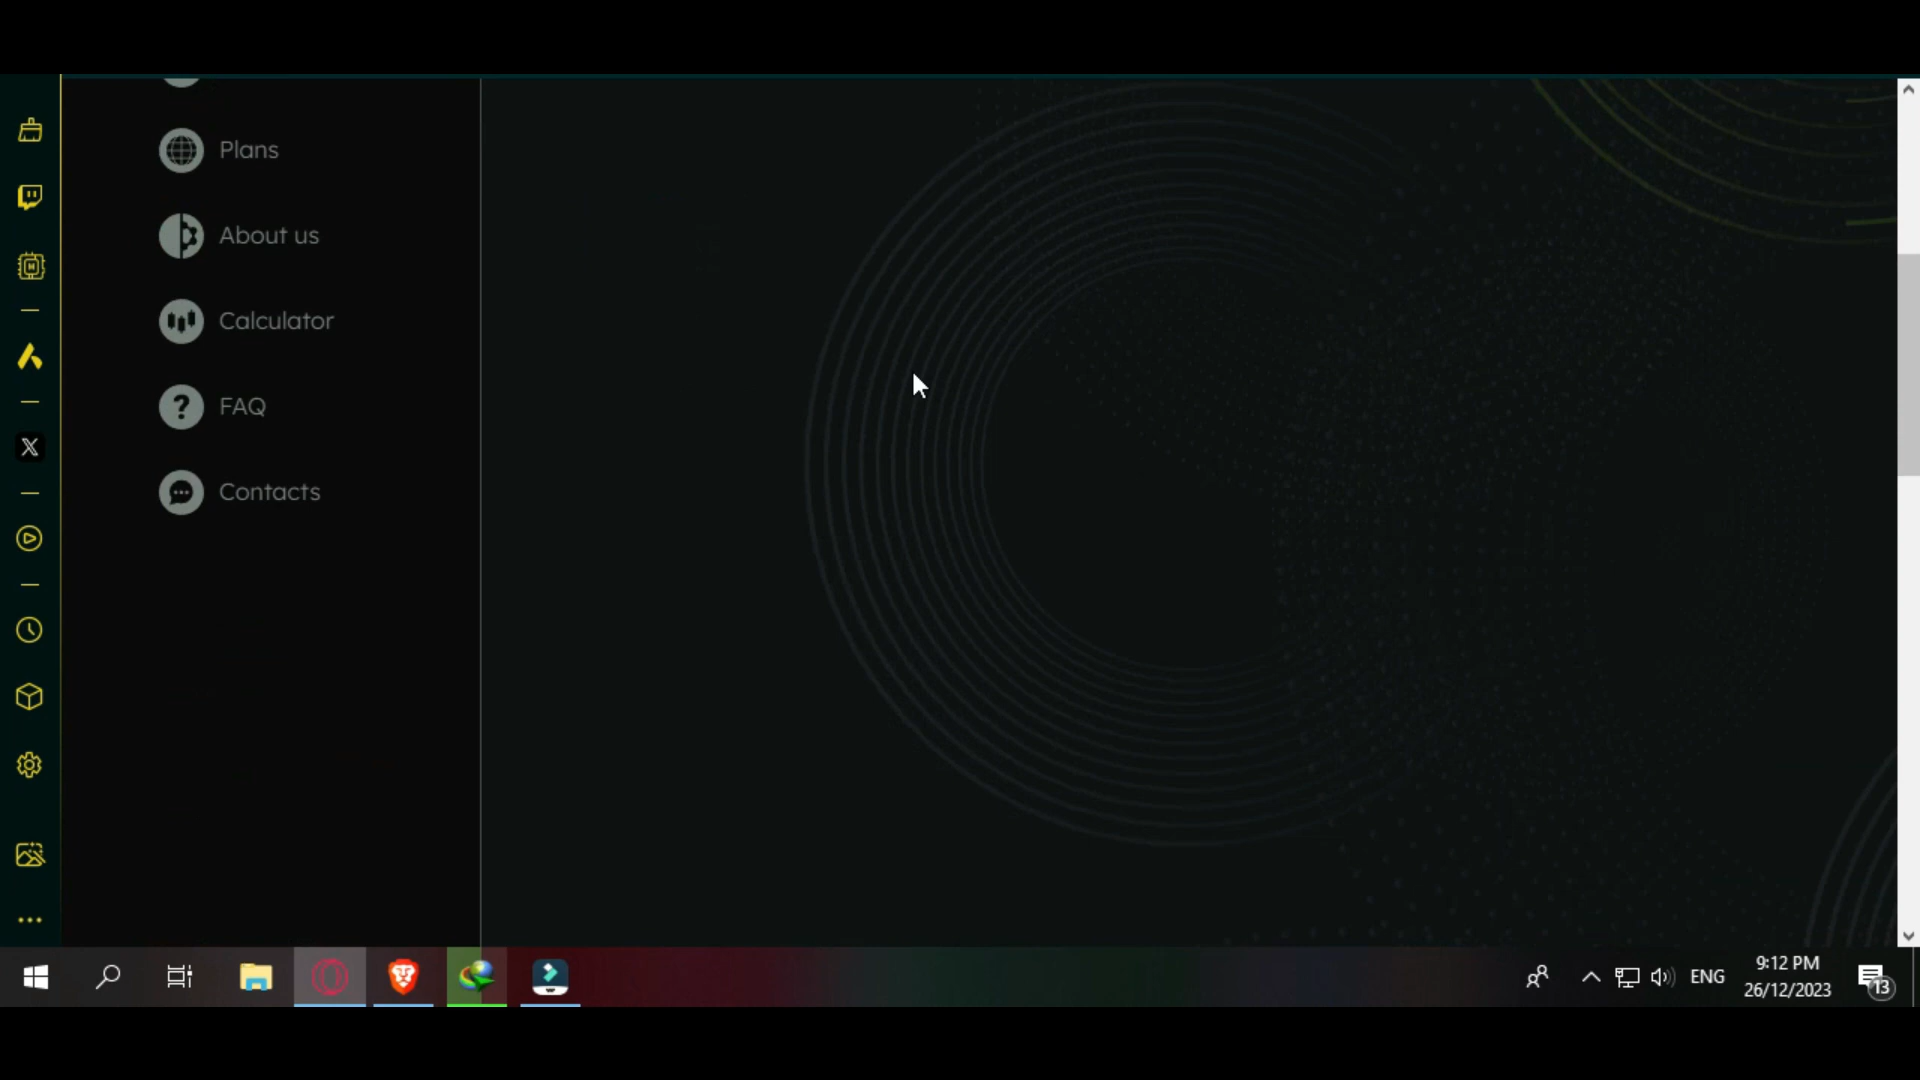 Plans
About us
Calculator
FAQ
Contacts
ENG
9:12 PM
26/12/2023
13